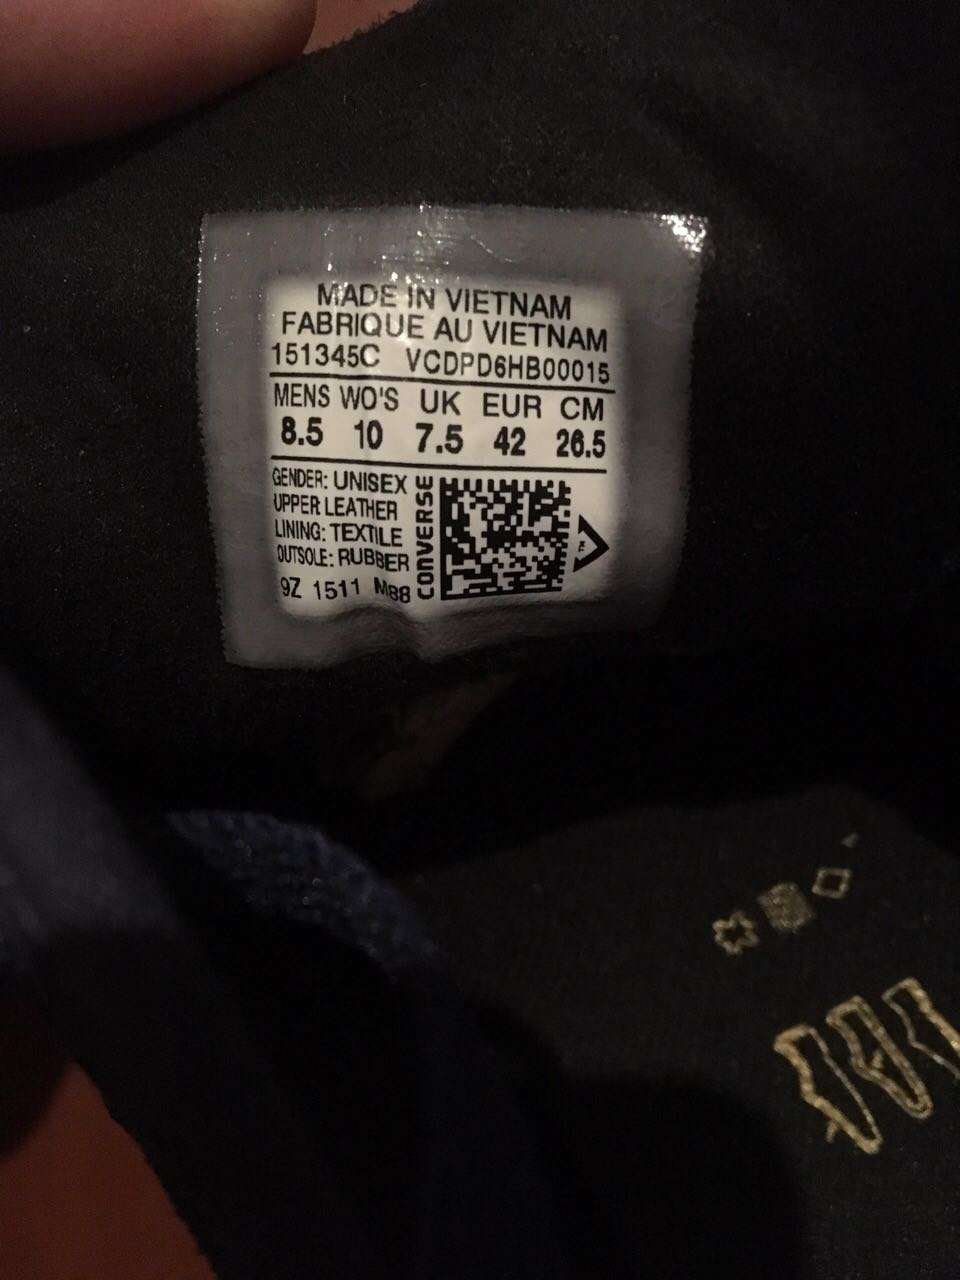 MADE IN VIETNAM
FABRIQUE AU VIETNAM
151345C VCDPD6HB00015
MENS WO'S UK EUR CM
8.5 10 7.5 42 26.5
GENDER: UNISEX
UPPER LEATHER
LINING: TEXTILE
OUTSOLE: RUBBER
9Z 1511 M88
CONVERSE